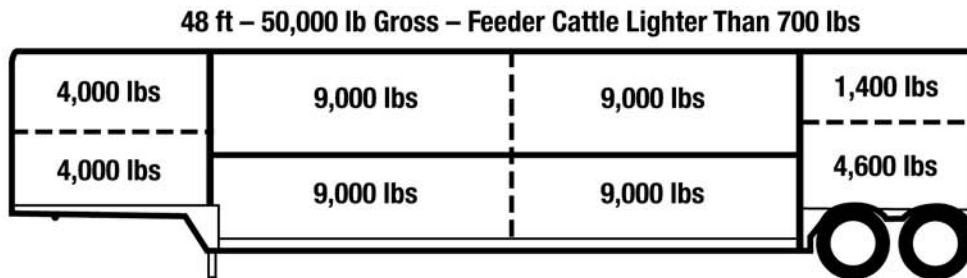 48 ft – 50,000 lb Gross – Feeder Cattle Lighter Than 700 lbs
4,000 lbs
9,000 lbs
9,000 lbs
1,400 lbs
4,000 lbs
9,000 lbs
9,000 lbs
4,600 lbs